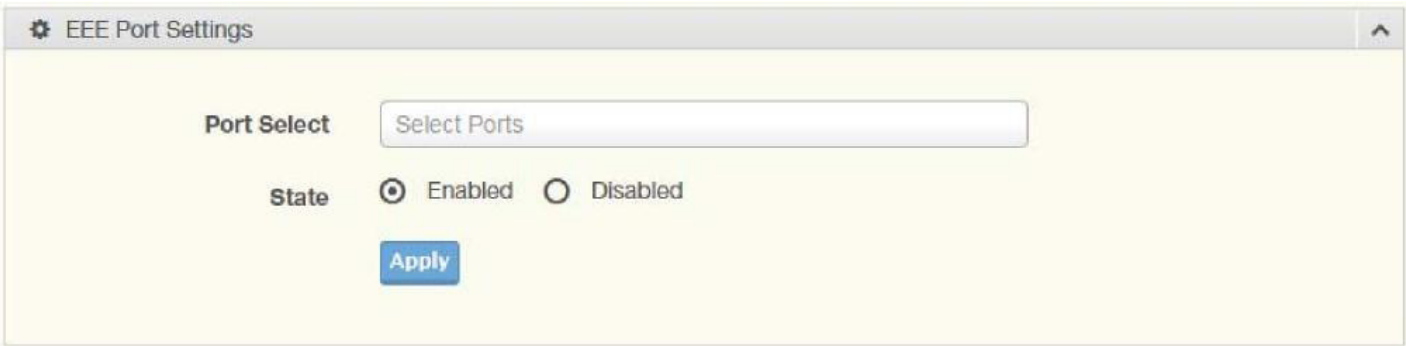 EEE Port Settings
Port Select
Select Ports
State
Enabled
Disabled
Apply